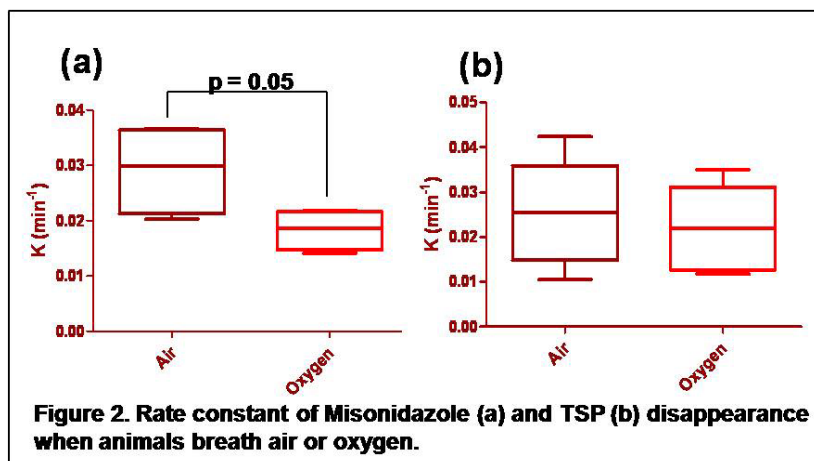 (a)
p = 0.05
0.04
0.03
0.02
0.01
0.00
K (min-1)
Air
Oxygen
(b)
0.05
0.04
0.03
0.02
0.01
0.00
K (min-1)
Air
Oxygen
Figure 2. Rate constant of Misonidazole (a) and TSP (b) disappearance
when animals breath air or oxygen.